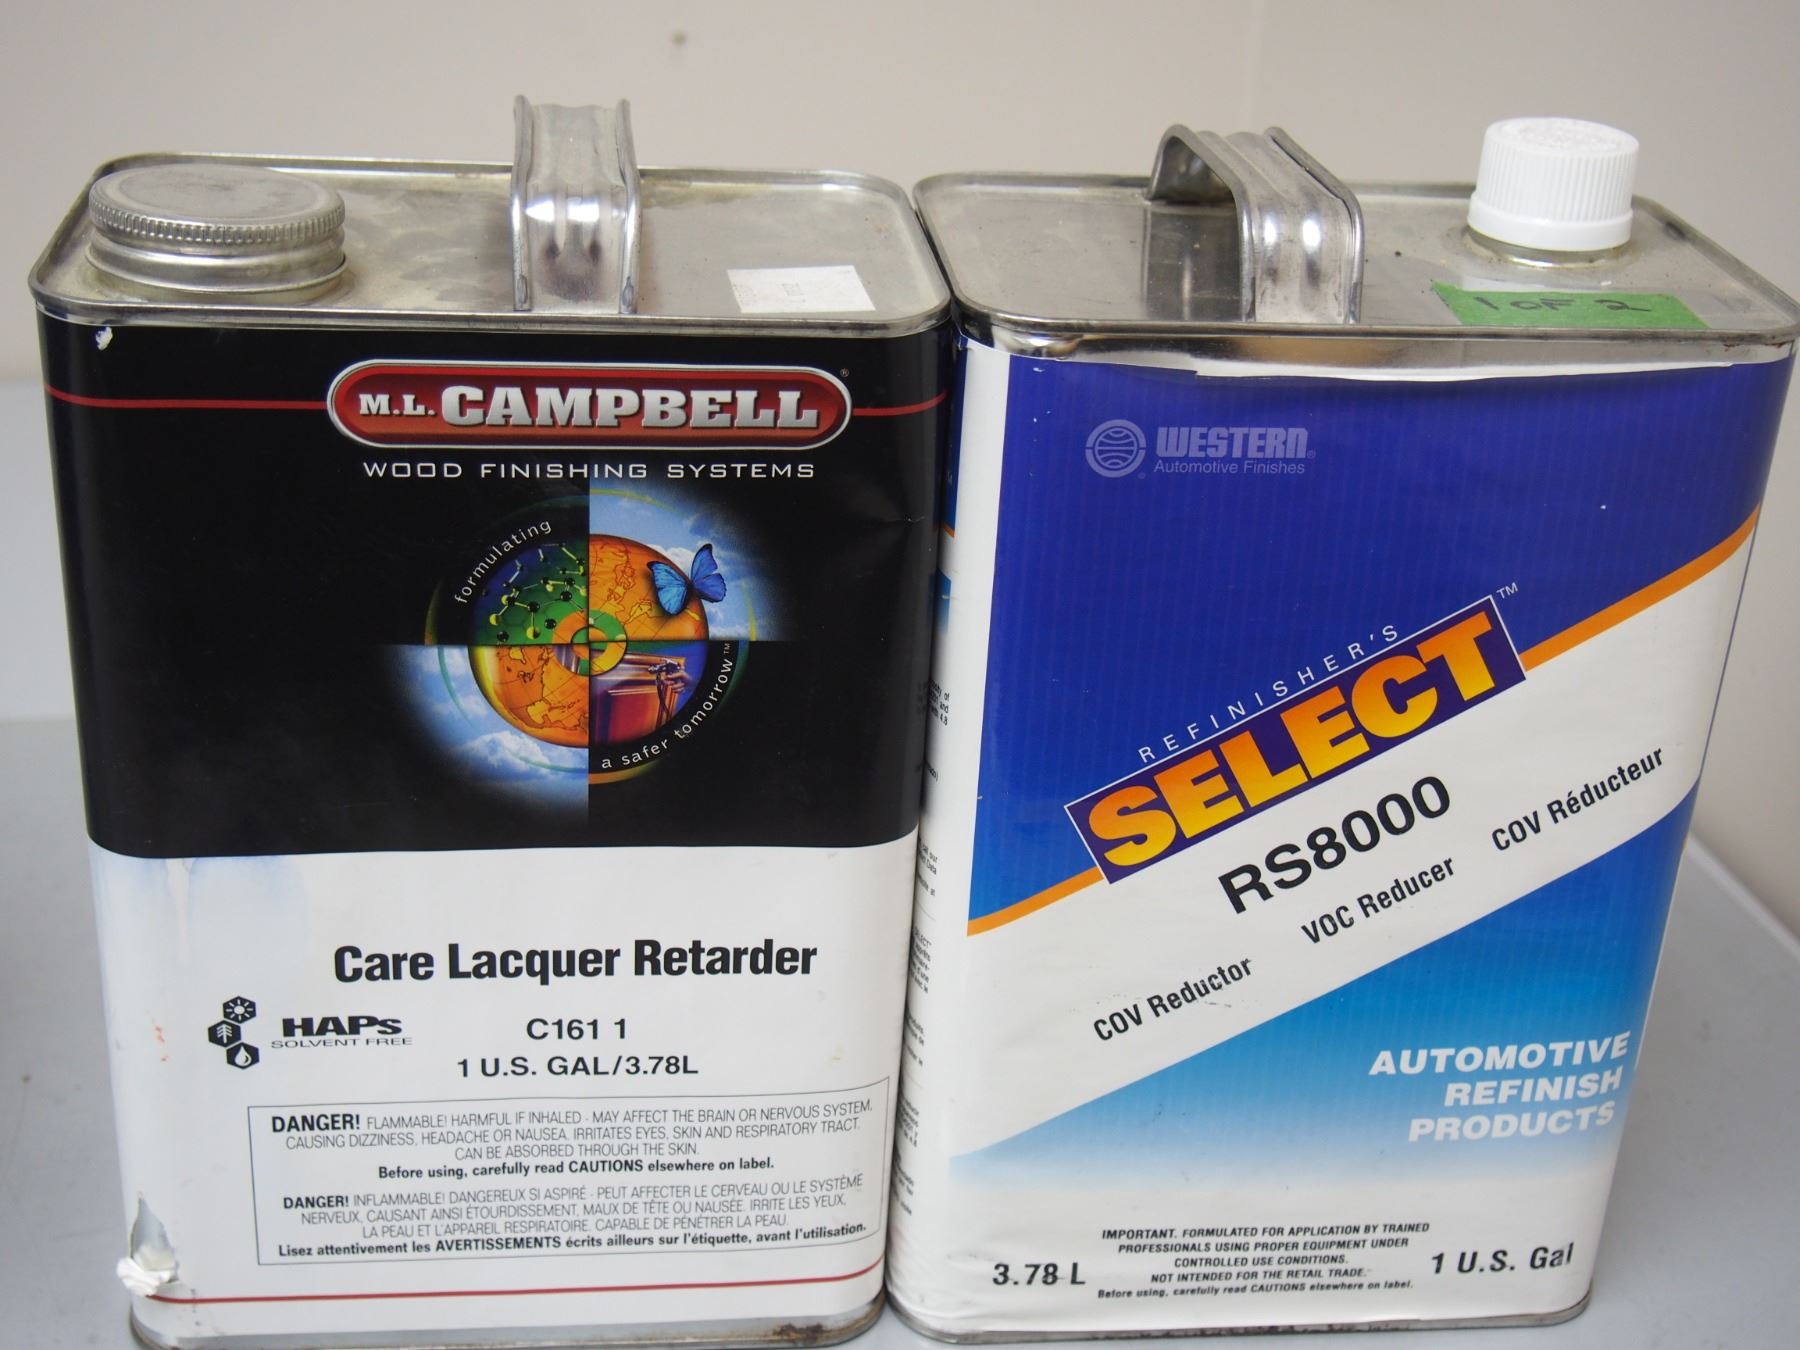 M.L. CAMPBELL ®
WOOD FINISHING SYSTEMS
formulating
a safer tomorrow™
Care Lacquer Retarder
HAPs
SOLVENT FREE
C161 1
1 U.S. GAL/3.78L
DANGER! FLAMMABLE! HARMFUL IF INHALED - MAY AFFECT THE BRAIN OR NERVOUS SYSTEM,
CAUSING DIZZINESS, HEADACHE OR NAUSEA. IRRITATES EYES, SKIN AND RESPIRATORY TRACT.
CAN BE ABSORBED THROUGH THE SKIN.
Before using, carefully read CAUTIONS elsewhere on label.
DANGER! INFLAMMABLE! DANGEREUX SI ASPIRÉ - PEUT AFFECTER LE CERVEAU OU LE SYSTÈME
NERVEUX, CAUSANT AINSI ÉTOURDISSEMENT, MAUX DE TÊTE OU NAUSÉE. IRRITE LES YEUX,
LA PEAU ET L'APPAREIL RESPIRATOIRE. CAPABLE DE PÉNÉTRER LA PEAU.
Lisez attentivement les AVERTISSEMENTS écrits ailleurs sur l'étiquette, avant l'utilisation.
1 OF 2
WESTERN®
Automotive Finishes
REFINISHER'S
SELECT™
RS8000
VOC Reducer
COV Réducteur
COV Reductor
AUTOMOTIVE
REFINISH
PRODUCTS
IMPORTANT. FORMULATED FOR APPLICATION BY TRAINED
PROFESSIONALS USING PROPER EQUIPMENT UNDER
CONTROLLED USE CONDITIONS.
NOT INTENDED FOR THE RETAIL TRADE.
Before using, carefully read CAUTIONS elsewhere on label.
3.78 L
1 U.S. Gal